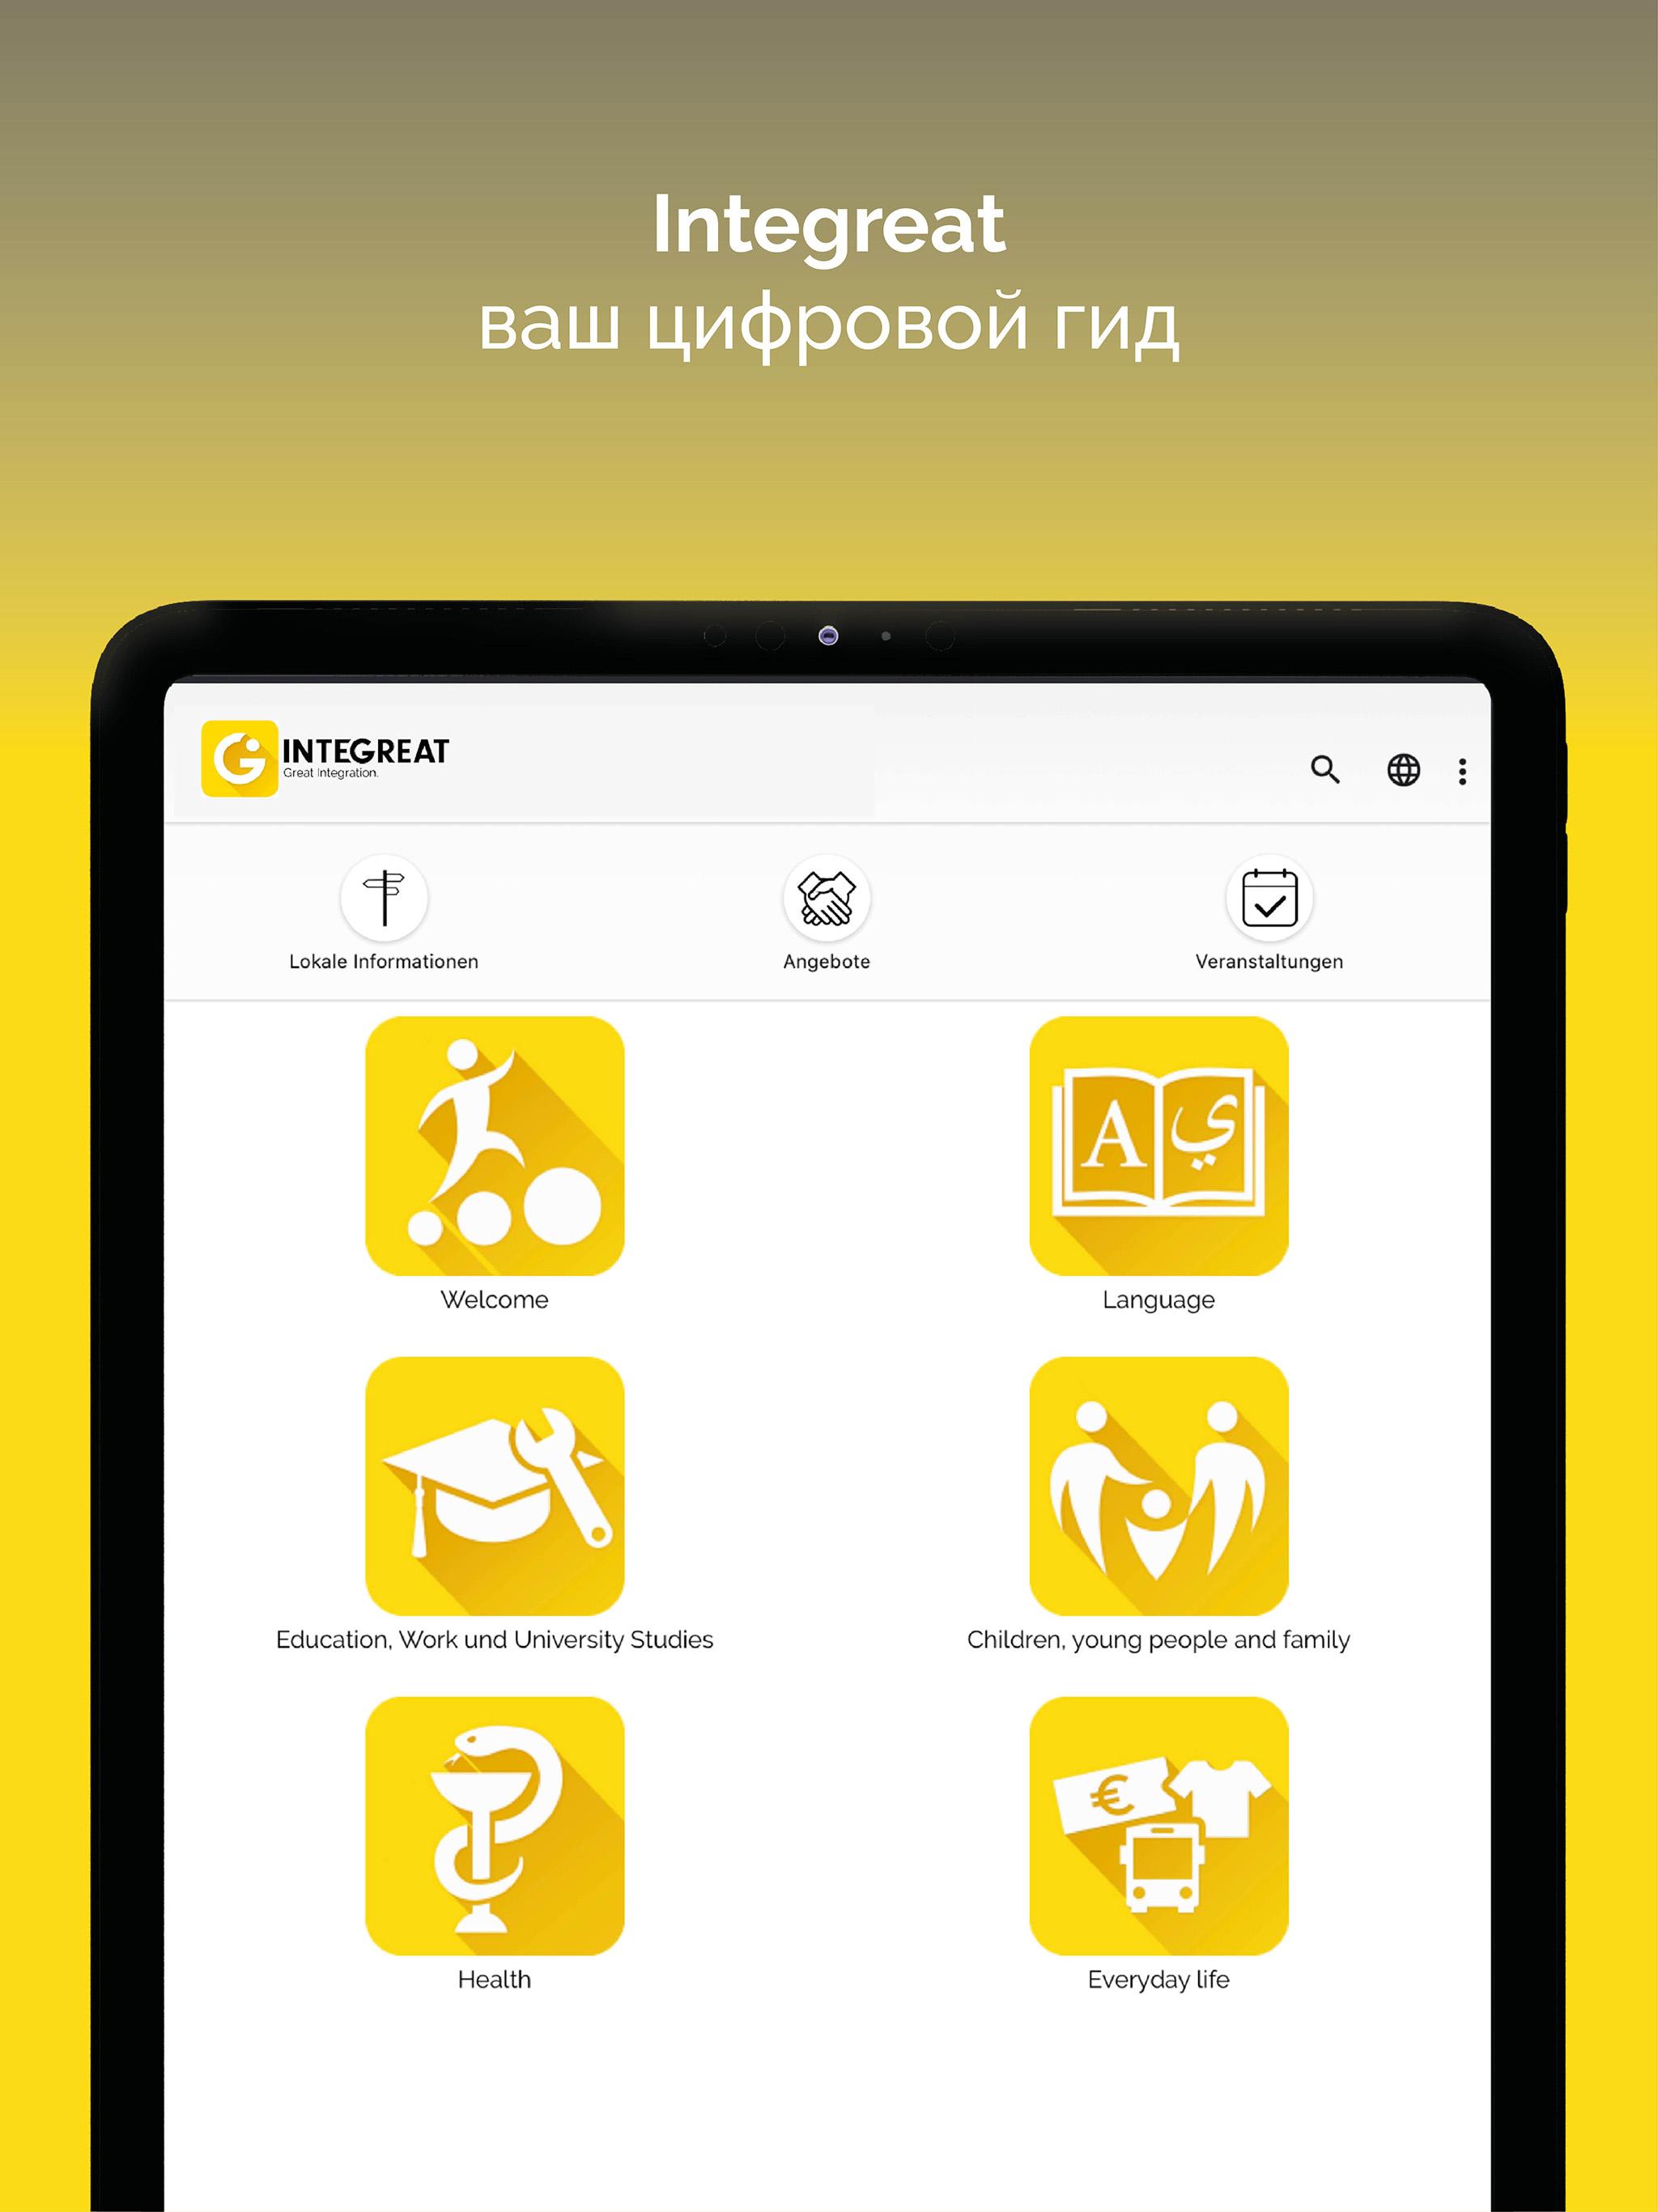 Integreat
ваш цифровой гид
INTEGREAT
Great Integration.
Lokale Informationen
Angebote
Veranstaltungen
A ي
Welcome
Language
Education, Work und University Studies
Children, young people and family
€
Health
Everyday life